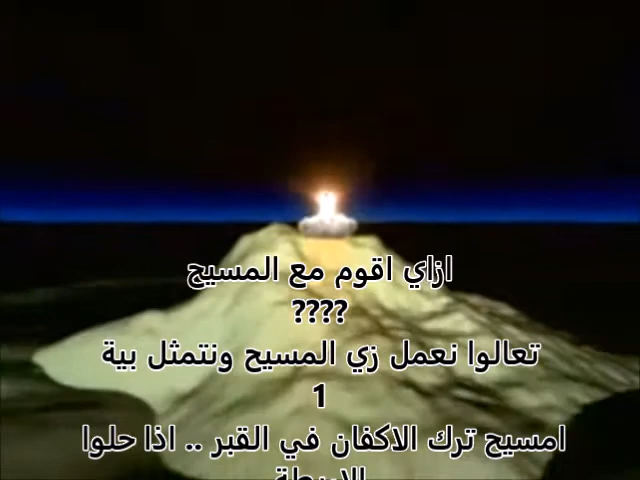 ازاي اقوم مع المسيح
????
تعالوا نعمل زي المسيح ونتمثل بية
1
امسيح ترك الاكفان في القبر .. اذا حلوا